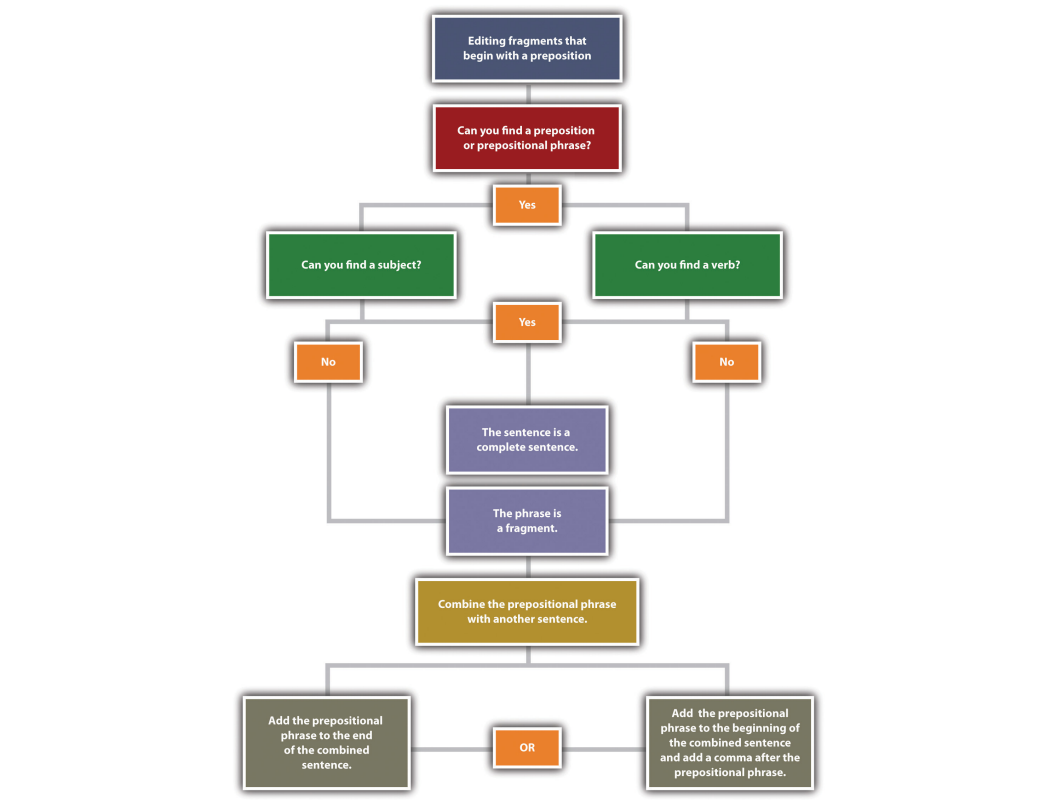 Editing fragments that
begin with a preposition
Can you find a preposition
or prepositional phrase?
Yes
Can you find a subject?
Can you find a verb?
Yes
No
No
The sentence is a
complete sentence.
The phrase is
a fragment.
Combine the prepositional phrase
with another sentence.
Add the prepositional
phrase to the end
of the combined
sentence.
OR
Add the prepositional
phrase to the beginning of
the combined sentence
and add a comma after the
prepositional phrase.